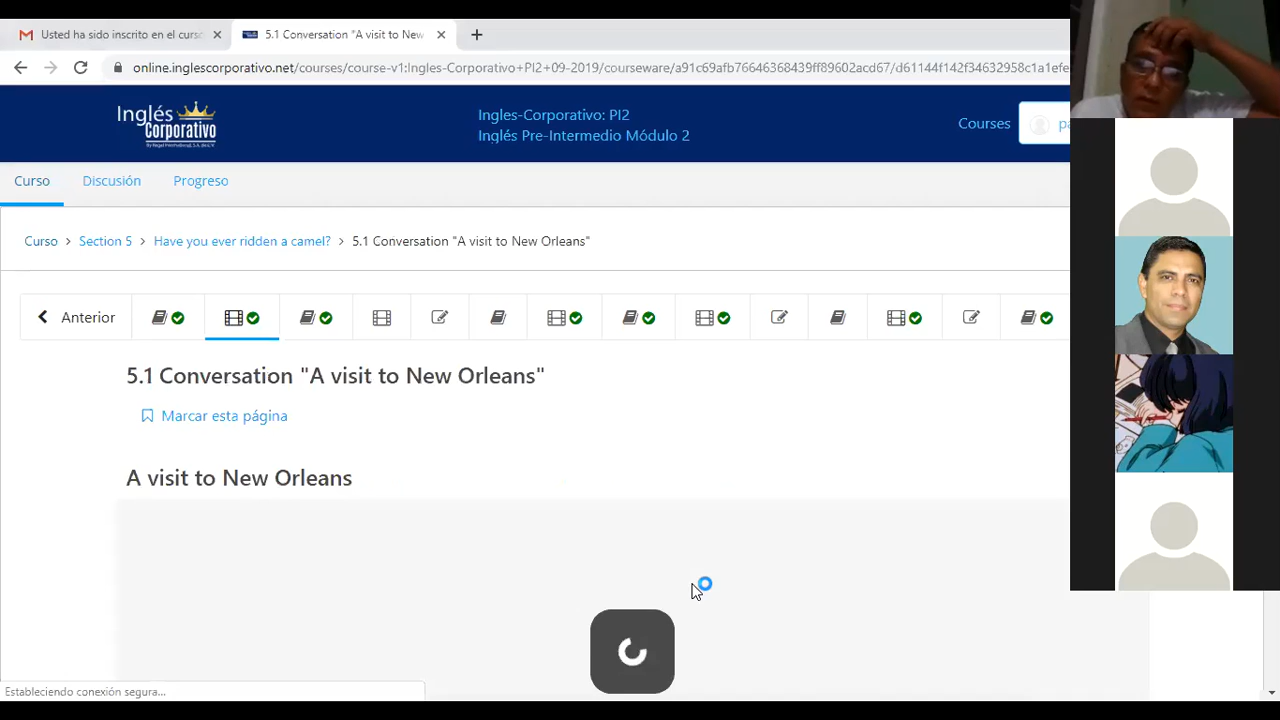 Usted ha sido inscrito en el curso
5.1 Conversation "A visit to New
online.inglescorporativo.net/courses/course-v1:Ingles-Corporativo+PI2+09-2019/courseware/a91c69afb76646368439ff89602acd67/d61144f142f34632958c1a1efe
Inglés
Corporativo
Ingles-Corporativo: PI2
Inglés Pre-Intermedio Módulo 2
Courses
pa
Curso Discusión Progreso
Curso > Section 5 > Have you ever ridden a camel? > 5.1 Conversation "A visit to New Orleans"
Anterior
5.1 Conversation "A visit to New Orleans"
Marcar esta página
A visit to New Orleans
Estableciendo conexión segura...